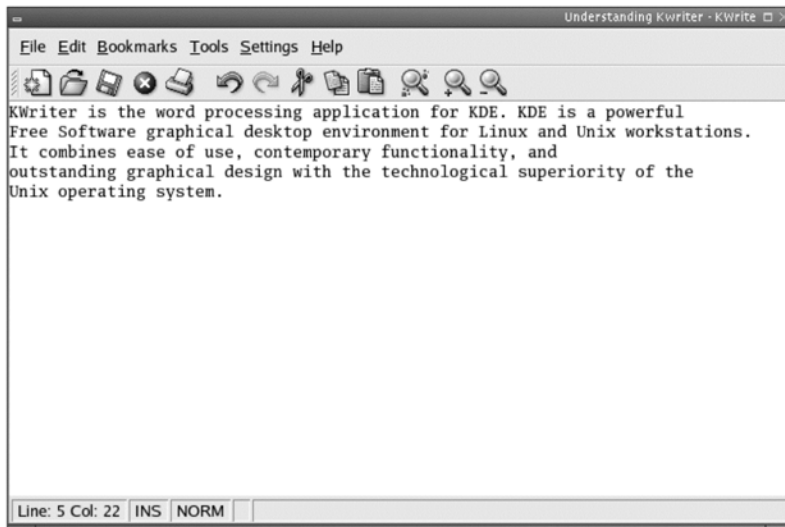 Understanding Kwriter - KWrite
File Edit Bookmarks Tools Settings Help
KWriter is the word processing application for KDE. KDE is a powerful
Free Software graphical desktop environment for Linux and Unix workstations.
It combines ease of use, contemporary functionality, and
outstanding graphical design with the technological superiority of the
Unix operating system.
Line: 5 Col: 22 INS NORM